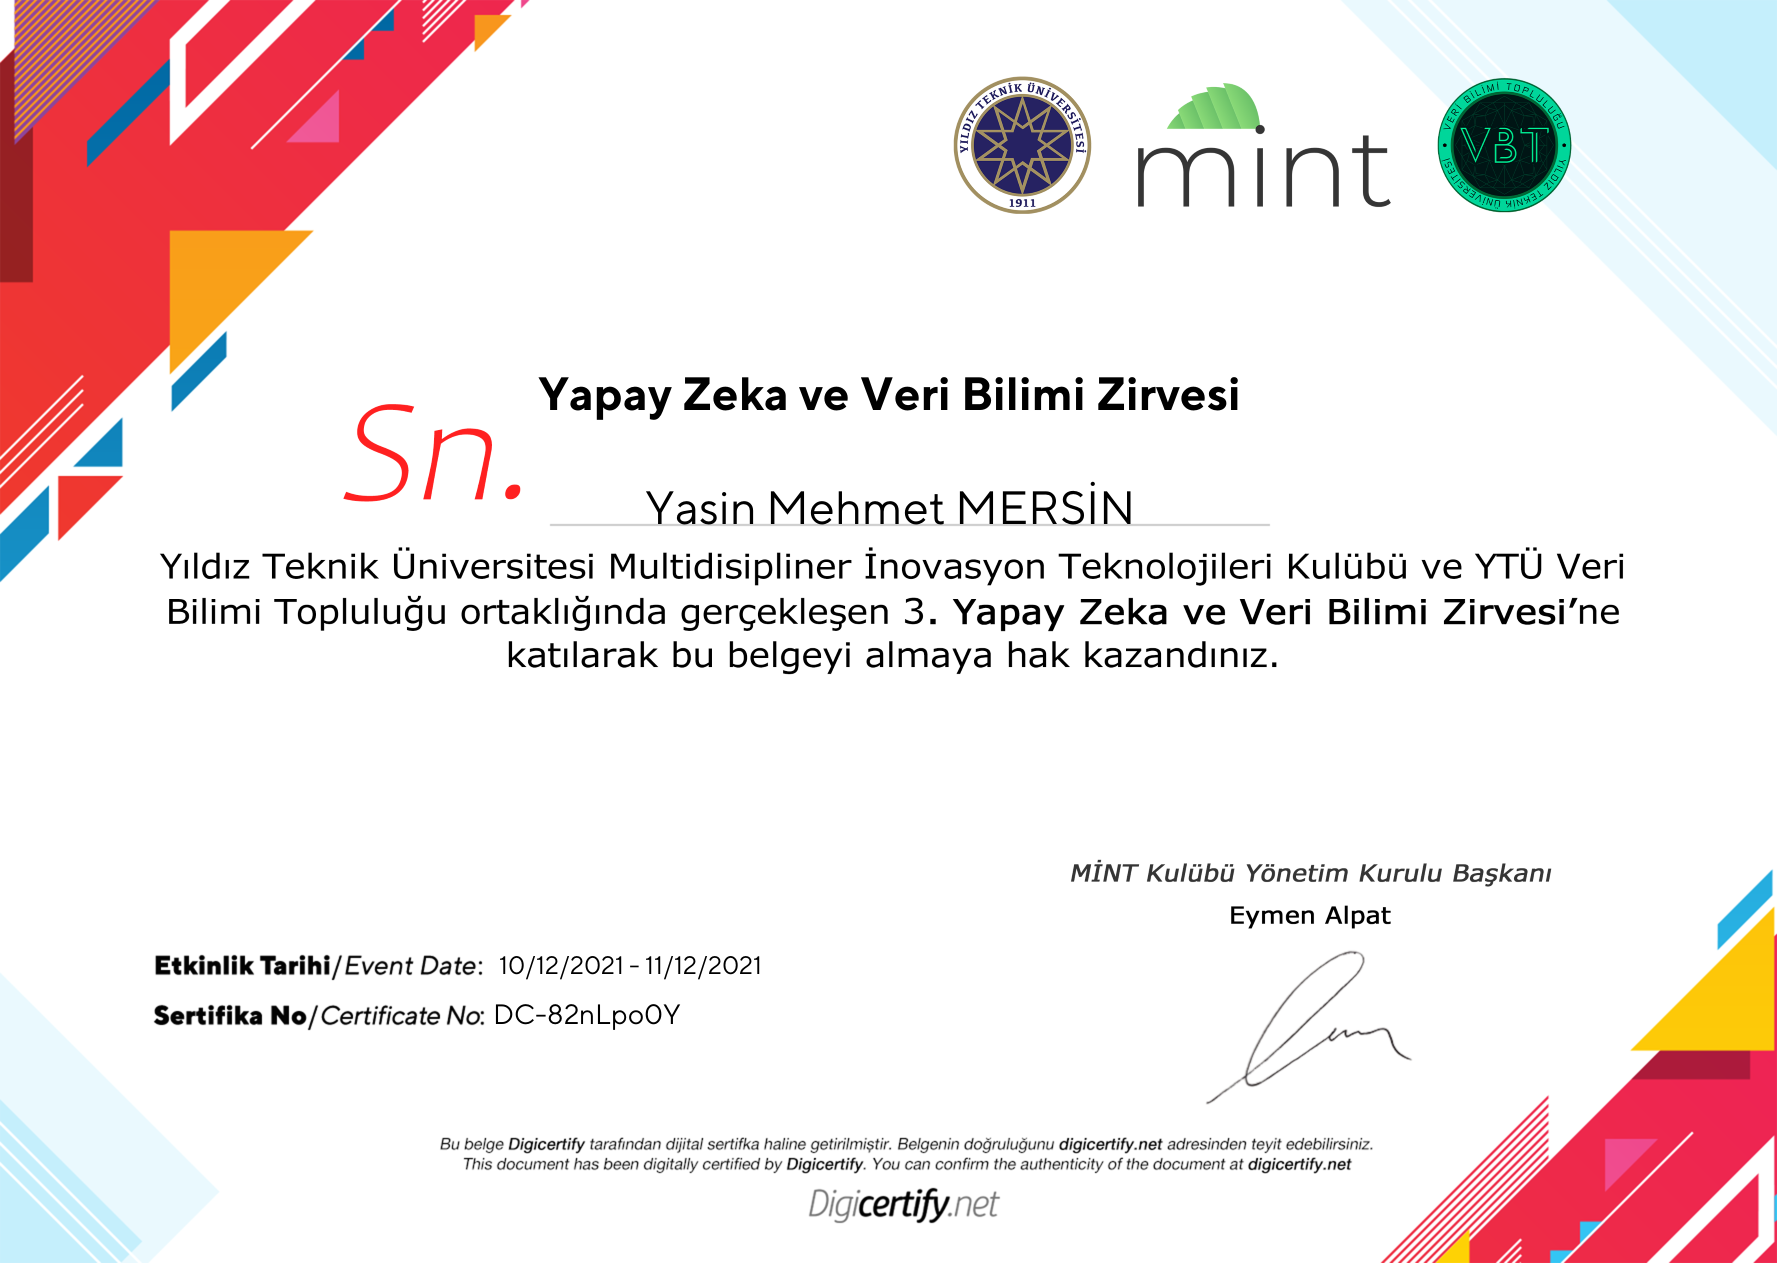 YILDIZ TEKNİK ÜNİVERSİTESİ
1911
mint
VERİ BİLİMİ TOPLULUĞU
VBT
YILDIZ TEKNİK ÜNİVERSİTESİ
Yapay Zeka ve Veri Bilimi Zirvesi
Sn.
Yasin Mehmet MERSİN
Yıldız Teknik Üniversitesi Multidisipliner İnovasyon Teknolojileri Kulübü ve YTÜ Veri
Bilimi Topluluğu ortaklığında gerçekleşen 3. Yapay Zeka ve Veri Bilimi Zirvesi’ne
katılarak bu belgeyi almaya hak kazandınız.
MİNT Kulübü Yönetim Kurulu Başkanı
Eymen Alpat
Etkinlik Tarihi/Event Date: 10/12/2021 - 11/12/2021
Sertifika No/Certificate No: DC-82nLpo0Y
Bu belge Digicertify tarafından dijital sertifka haline getirilmiştir. Belgenin doğruluğunu digicertify.net adresinden teyit edebilirsiniz.
This document has been digitally certified by Digicertify. You can confirm the authenticity of the document at digicertify.net
Digicertify.net